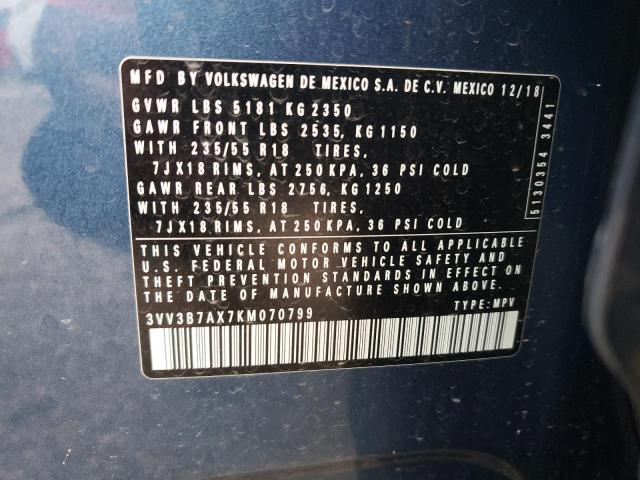 MFD BY VOLKSWAGEN DE MEXICO S.A. DE C.V. MEXICO 12/18
GVWR LBS 5181 KG 2350
GAWR FRONT LBS 2535, KG 1150
WITH 235/55 R18 TIRES,
7JX18 RIMS, AT 250 KPA, 36 PSI COLD
GAWR REAR LBS 2756, KG 1250
WITH 235/55 R18 TIRES,
7JX18 RIMS, AT 250 KPA, 36 PSI COLD
THIS VEHICLE CONFORMS TO ALL APPLICABLE
U.S. FEDERAL MOTOR VEHICLE SAFETY AND
THEFT PREVENTION STANDARDS IN EFFECT ON
THE DATE OF MANUFACTURE SHOWN ABOVE.
3VV3B7AX7KM070799 TYPE: MPV
5130354 3441